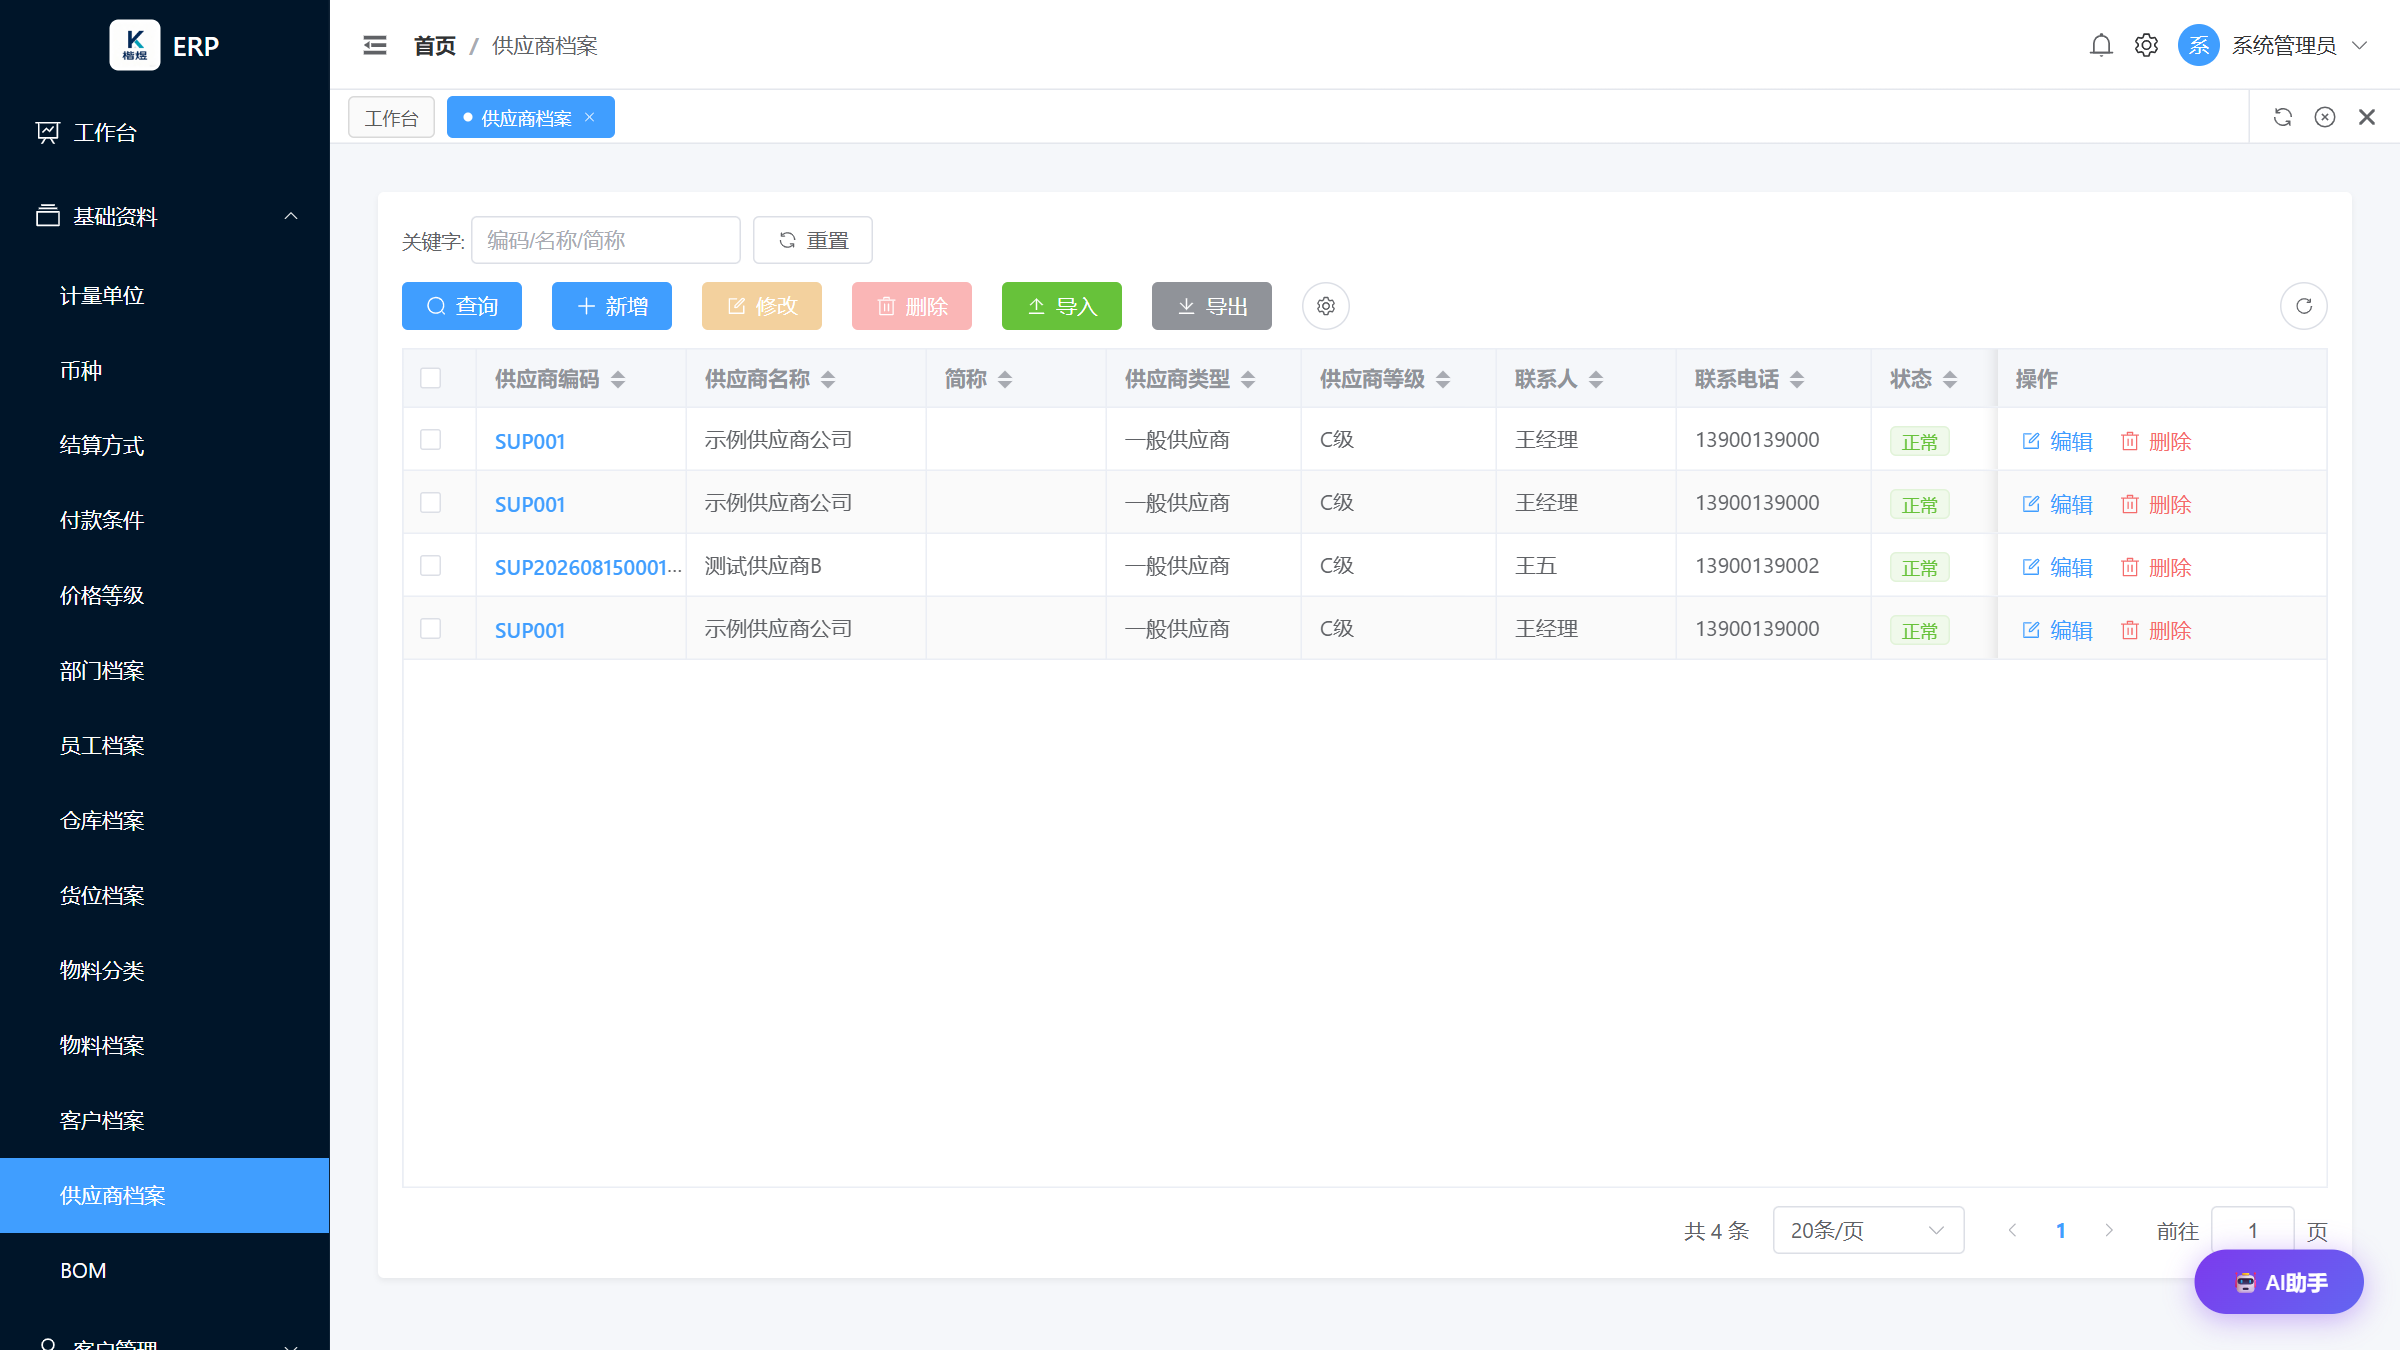 K
楷煜
ERP
工作台
基础资料
计量单位
币种
结算方式
付款条件
价格等级
部门档案
员工档案
仓库档案
货位档案
物料分类
物料档案
客户档案
供应商档案
BOM
客户管理
首页 / 供应商档案
系 系统管理员
工作台 供应商档案
关键字: 编码/名称/简称 重置
查询 新增 修改 删除 导入 导出
供应商编码 供应商名称 简称 供应商类型 供应商等级 联系人 联系电话 状态 操作
SUP001 示例供应商公司 一般供应商 C级 王经理 13900139000 正常 编辑 删除
SUP001 示例供应商公司 一般供应商 C级 王经理 13900139000 正常 编辑 删除
SUP202608150001... 测试供应商B 一般供应商 C级 王五 13900139002 正常 编辑 删除
SUP001 示例供应商公司 一般供应商 C级 王经理 13900139000 正常 编辑 删除
共 4 条 20条/页 1 前往 1 页
AI助手